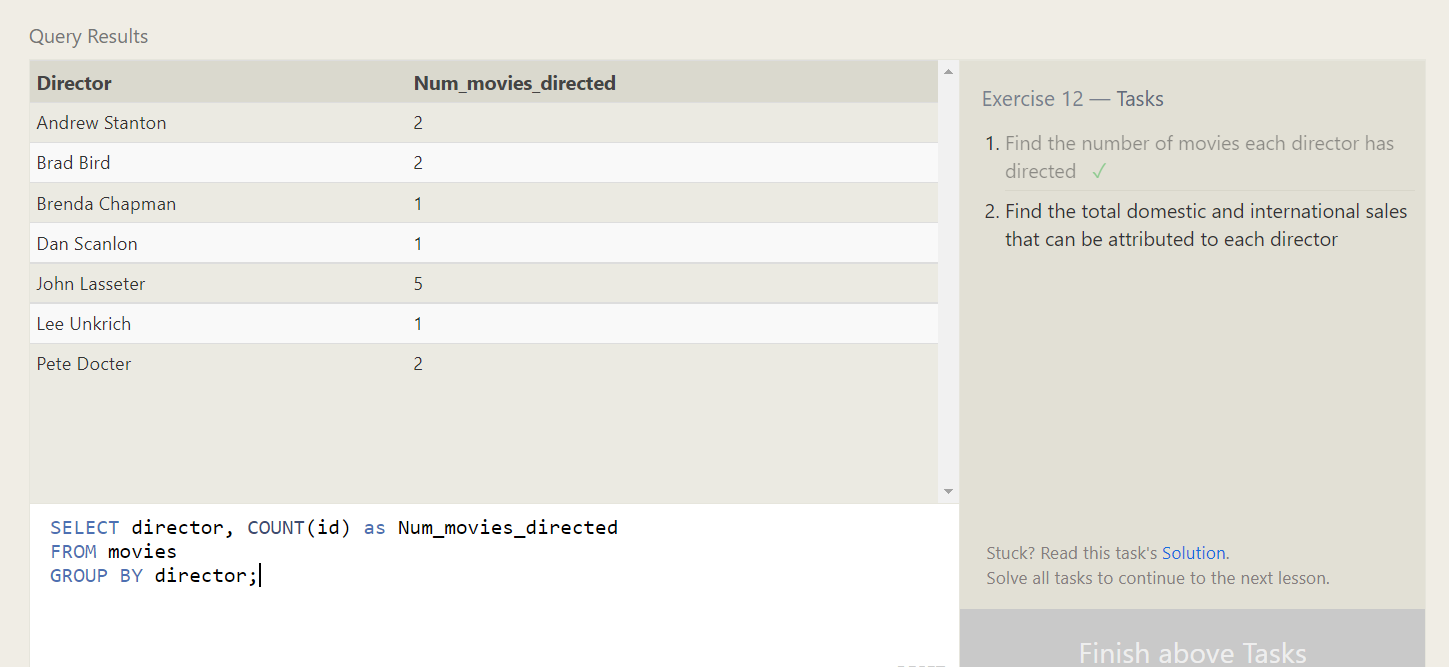 Query Results
Director Num_movies_directed
Andrew Stanton 2
Brad Bird 2
Brenda Chapman 1
Dan Scanlon 1
John Lasseter 5
Lee Unkrich 1
Pete Docter 2
SELECT director, COUNT(id) as Num_movies_directed
FROM movies
GROUP BY director;
Exercise 12 — Tasks
1. Find the number of movies each director has
directed ✓
2. Find the total domestic and international sales
that can be attributed to each director
Stuck? Read this task's Solution.
Solve all tasks to continue to the next lesson.
Finish above Tasks